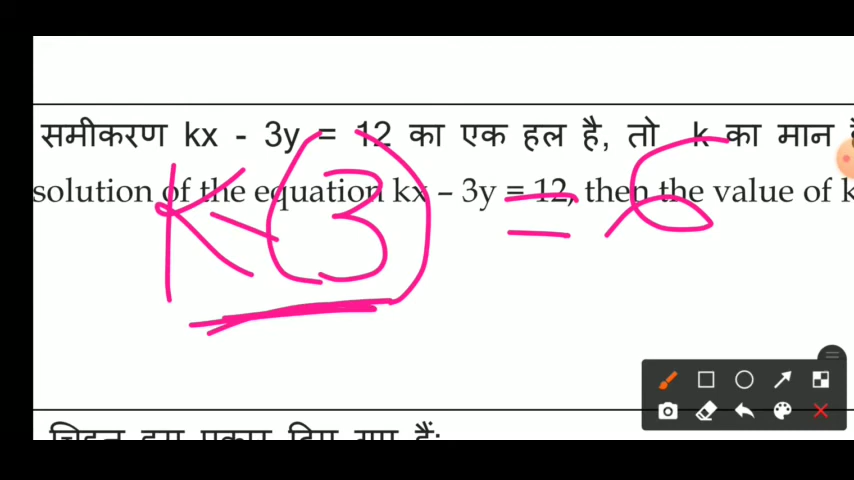 समीकरण kx - 3y = 12 का एक हल है, तो k का मान
solution of the equation kx – 3y = 12, then the value of k
K-(3) = 6